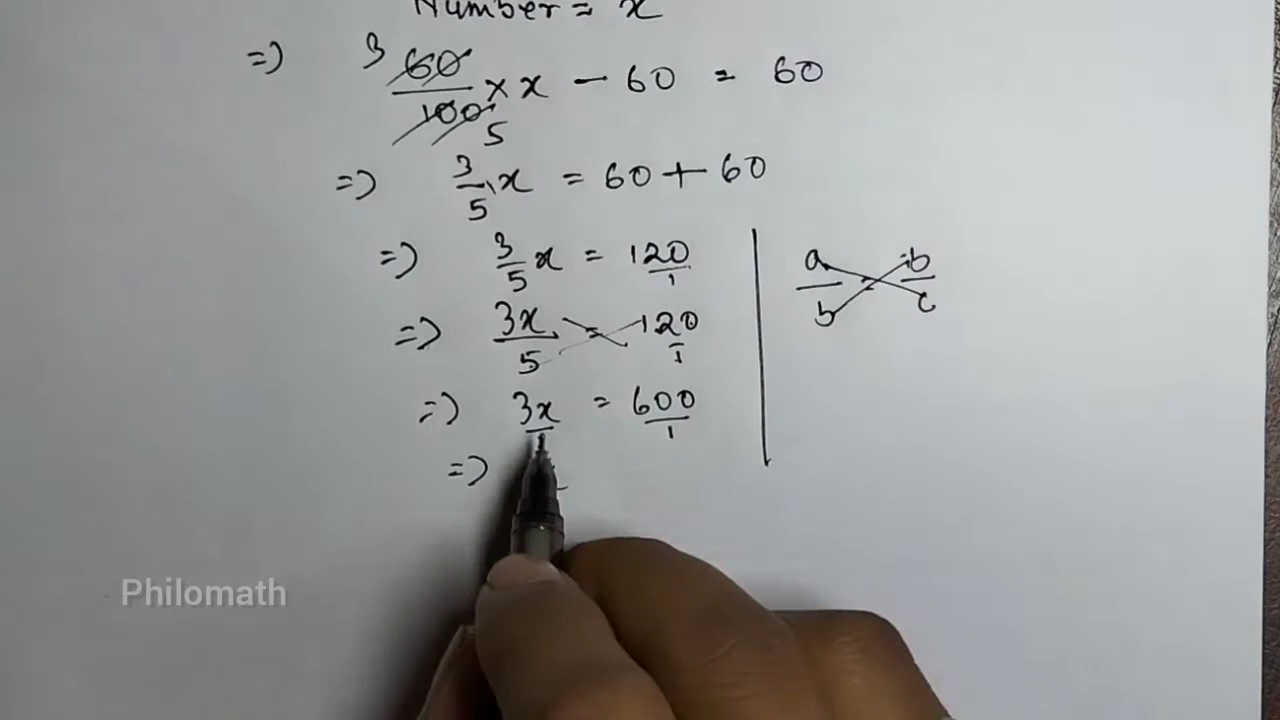 Number = x
=) 3 60/100 5 × x - 60 = 60
=) 3/5 x = 60 + 60
=) 3/5 x = 120/1
=) 3x/5 = 120/1
=) 3x/1 = 600/1
=)
a/b = b/c
Philomath